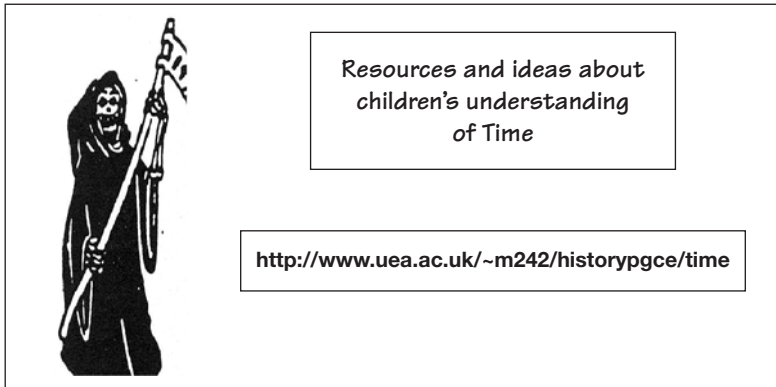 Resources and ideas about
children's understanding
of Time
http://www.uea.ac.uk/~m242/historypgce/time